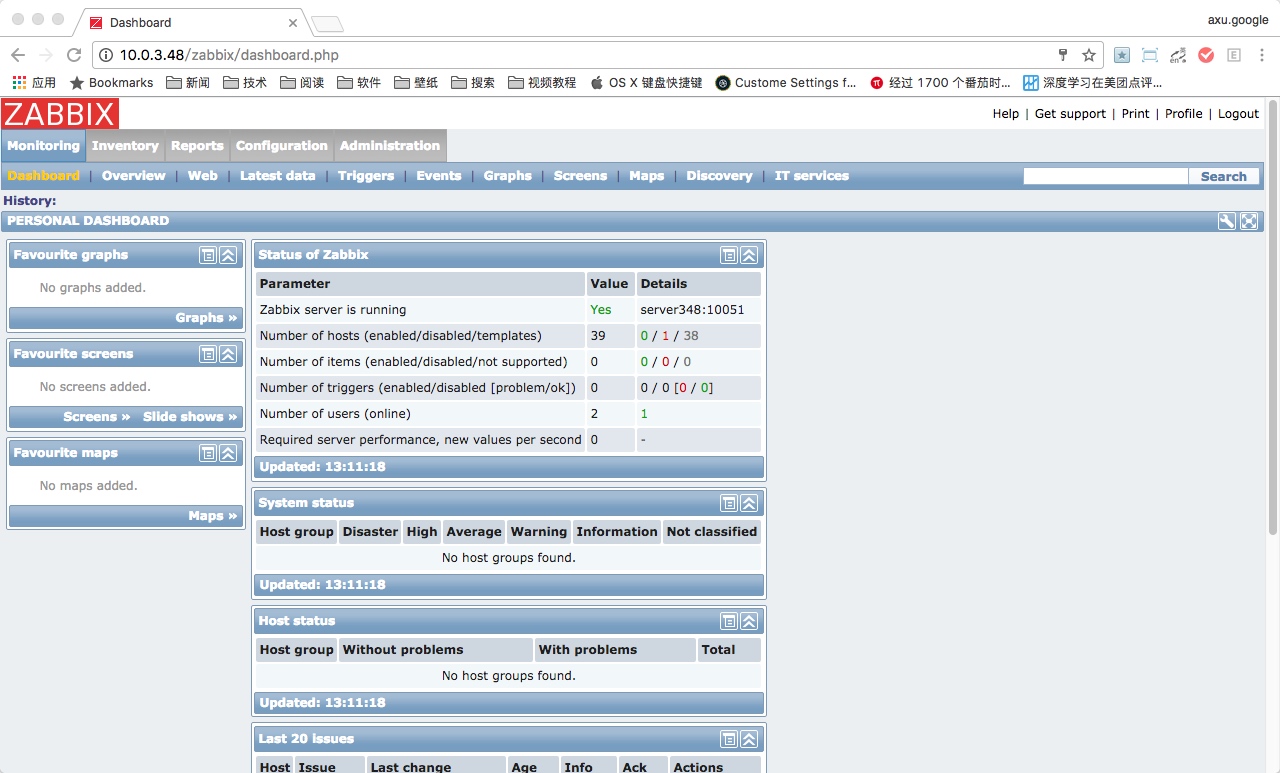 Dashboard
axu.google
10.0.3.48/zabbix/dashboard.php
应用 Bookmarks 新闻 技术 阅读 软件 壁纸 搜索 视频教程 OS X 键盘快捷键 Custome Settings f... 经过 1700 个番茄时... 深度学习在美团点评...
ZABBIX
Help | Get support | Print | Profile | Logout
Monitoring Inventory Reports Configuration Administration
Dashboard | Overview | Web | Latest data | Triggers | Events | Graphs | Screens | Maps | Discovery | IT services Search
History:
PERSONAL DASHBOARD
Favourite graphs
No graphs added.
Graphs »
Favourite screens
No screens added.
Screens » Slide shows »
Favourite maps
No maps added.
Maps »
Status of Zabbix
Parameter Value Details
Zabbix server is running Yes server348:10051
Number of hosts (enabled/disabled/templates) 39 0 / 1 / 38
Number of items (enabled/disabled/not supported) 0 0 / 0 / 0
Number of triggers (enabled/disabled [problem/ok]) 0 0 / 0 [0 / 0]
Number of users (online) 2 1
Required server performance, new values per second 0 -
Updated: 13:11:18
System status
Host group Disaster High Average Warning Information Not classified
No host groups found.
Updated: 13:11:18
Host status
Host group Without problems With problems Total
No host groups found.
Updated: 13:11:18
Last 20 issues
Host Issue Last change Age Info Ack Actions